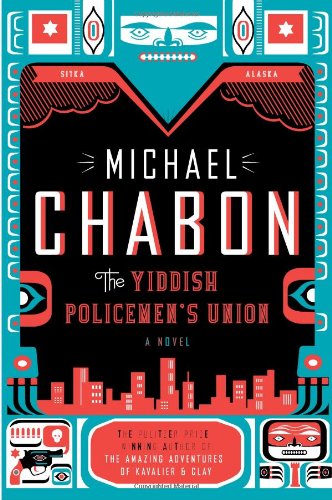 SITKA ALASKA
MICHAEL
CHABON
The YIDDISH
POLICEMEN'S UNION
A NOVEL
THE PULITZER PRIZE
WINNING AUTHOR OF
THE AMAZING ADVENTURES
OF KAVALIER & CLAY